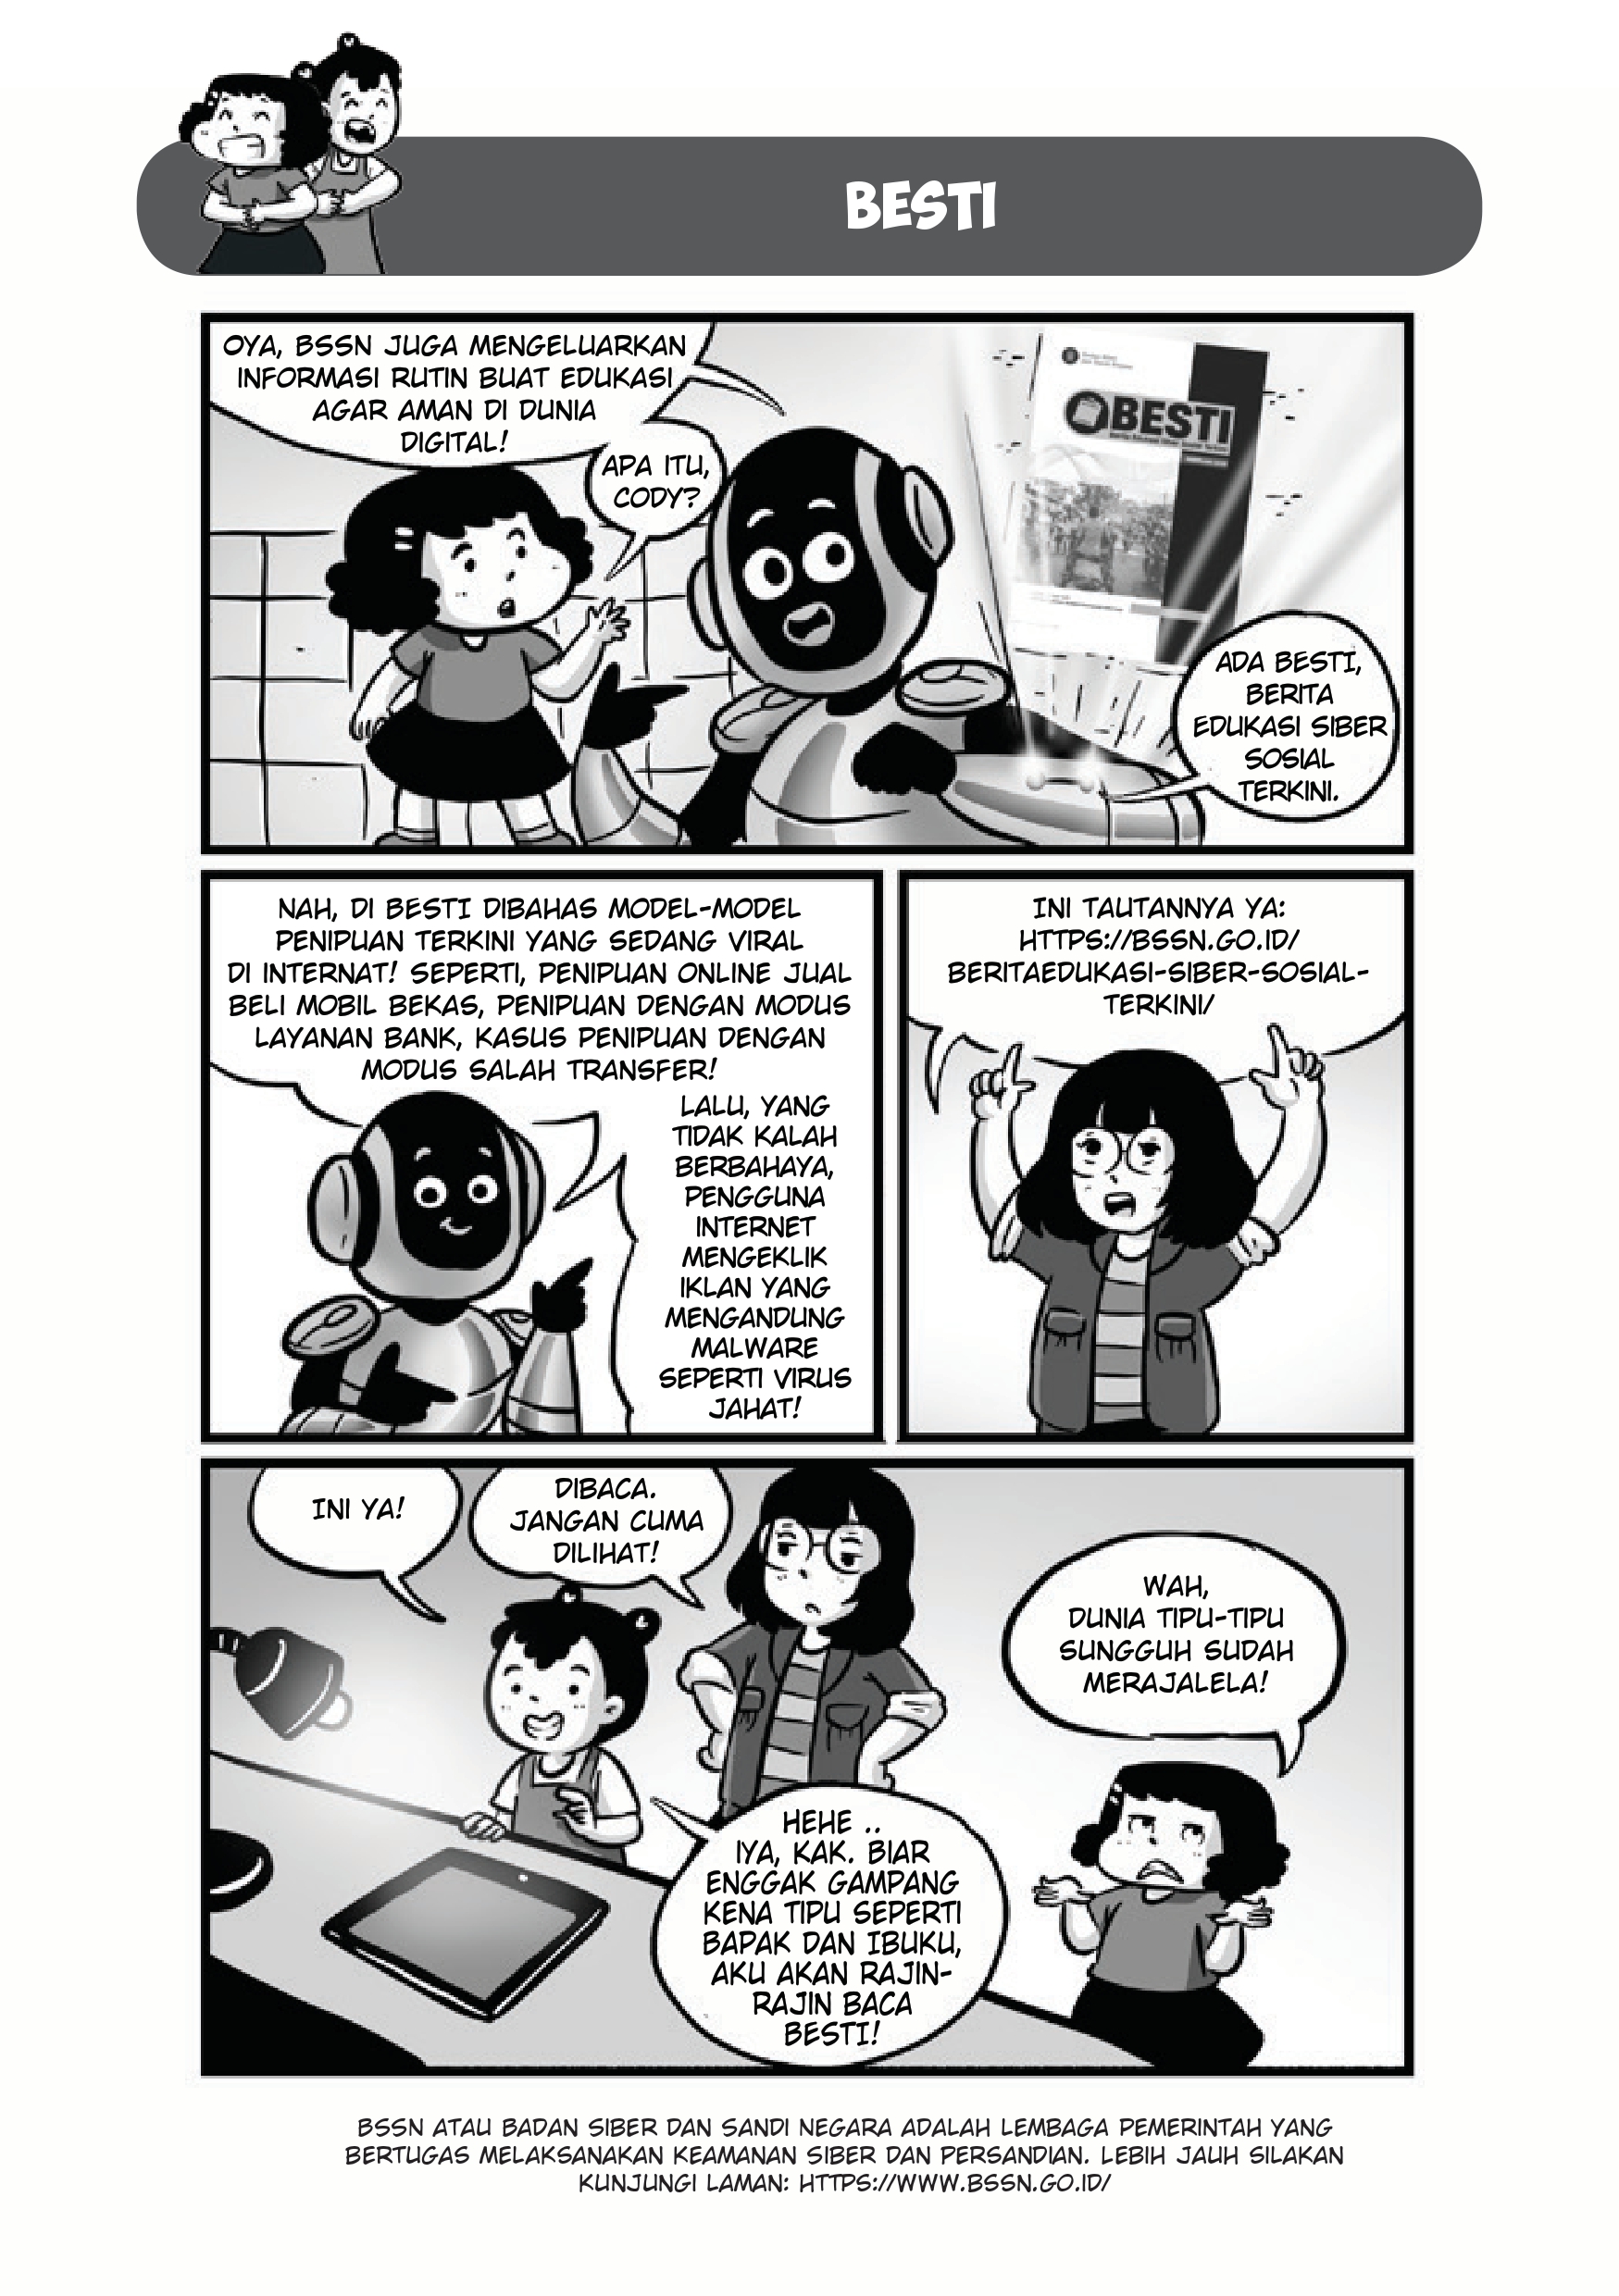 BESTI
OYA, BSSN JUGA MENGELUARKAN
INFORMASI RUTIN BUAT EDUKASI
AGAR AMAN DI DUNIA
DIGITAL!
APA ITU,
CODY?
BESTI
ADA BESTI,
BERITA
EDUKASI SIBER
SOSIAL
TERKINI.
NAH, DI BESTI DIBAHAS MODEL-MODEL
PENIPUAN TERKINI YANG SEDANG VIRAL
DI INTERNET! SEPERTI, PENIPUAN ONLINE JUAL
BELI MOBIL BEKAS, PENIPUAN DENGAN MODUS
LAYANAN BANK, KASUS PENIPUAN DENGAN
MODUS SALAH TRANSFER!
LALU, YANG
TIDAK KALAH
BERBAHAYA,
PENGGUNA
INTERNET
MENGEKLIK
IKLAN YANG
MENGANDUNG
MALWARE
SEPERTI VIRUS
JAHAT!
INI TAUTANNYA YA:
HTTPS://BSSN.GO.ID/
BERITAEDUKASI-SIBER-SOSIAL-
TERKINI/
INI YA!
DIBACA.
JANGAN CUMA
DILIHAT!
WAH,
DUNIA TIPU-TIPU
SUNGGUH SUDAH
MERAJALELA!
HEHE ..
IYA, KAK. BIAR
ENGGAK GAMPANG
KENA TIPU SEPERTI
BAPAK DAN IBUKU,
AKU AKAN RAJIN-
RAJIN BACA
BESTI!
BSSN ATAU BADAN SIBER DAN SANDI NEGARA ADALAH LEMBAGA PEMERINTAH YANG
BERTUGAS MELAKSANAKAN KEAMANAN SIBER DAN PERSANDIAN. LEBIH JAUH SILAKAN
KUNJUNGI LAMAN: HTTPS://WWW.BSSN.GO.ID/